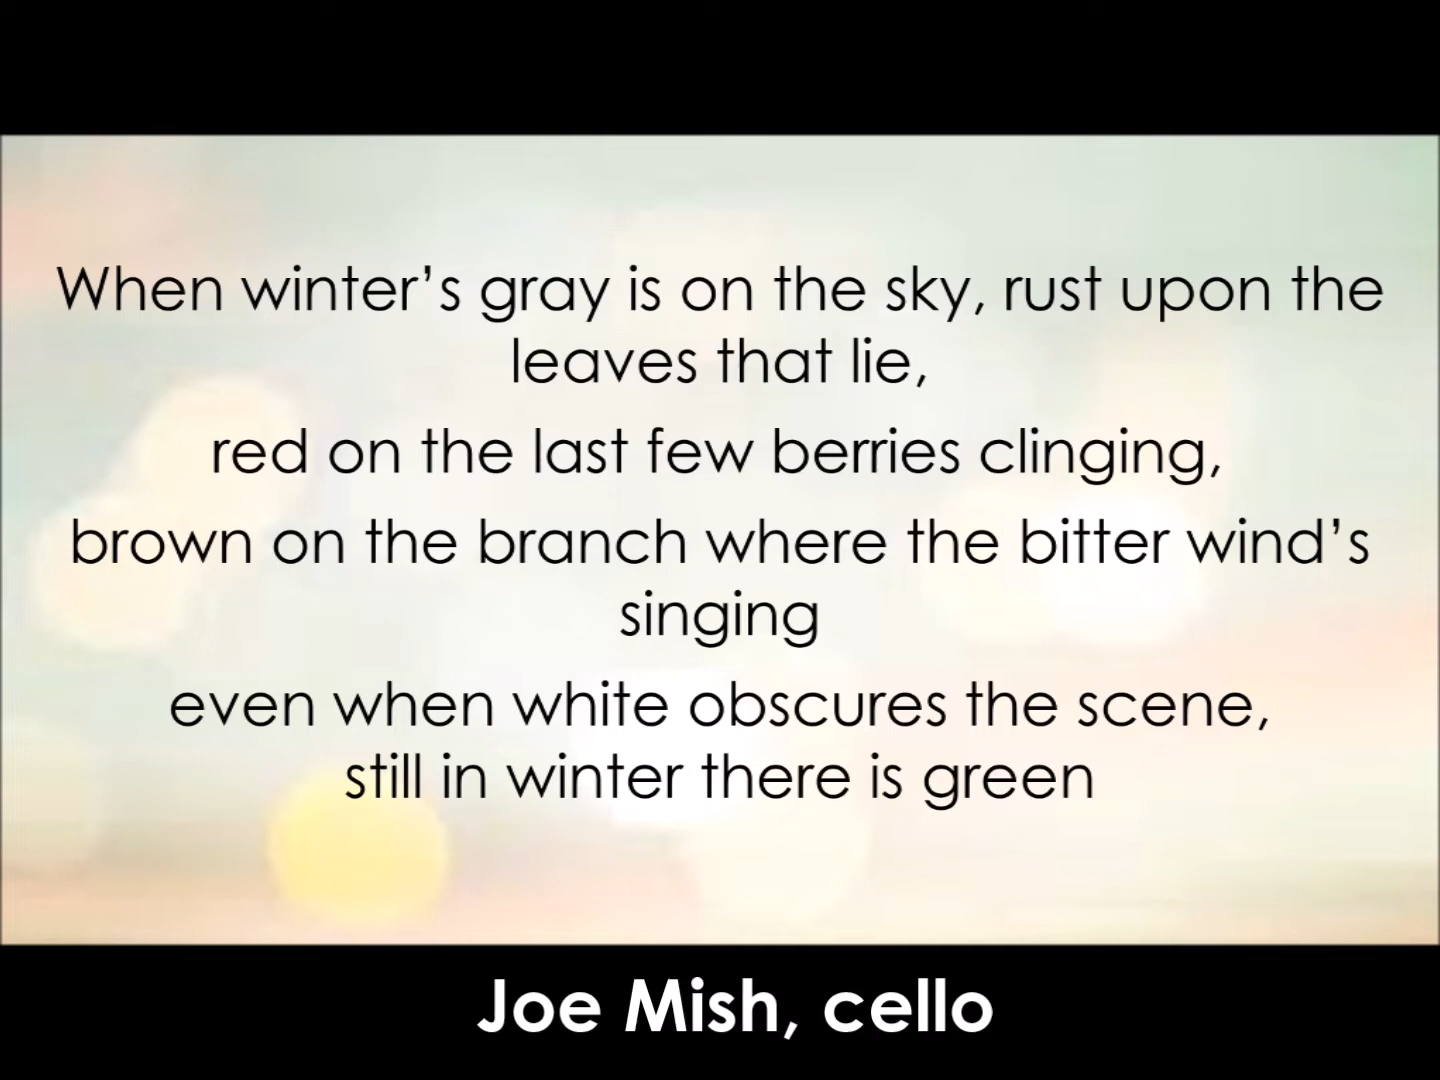 When winter’s gray is on the sky, rust upon the
leaves that lie,
red on the last few berries clinging,
brown on the branch where the bitter wind’s
singing
even when white obscures the scene,
still in winter there is green
Joe Mish, cello